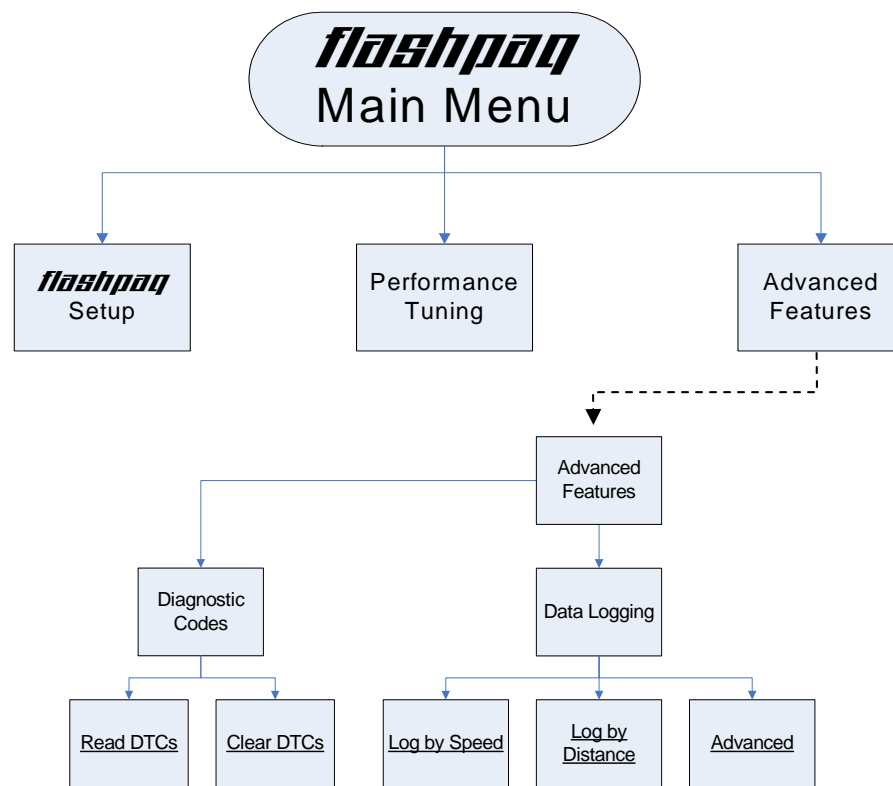 flashpaq
Main Menu
flashpaq
Setup
Performance
Tuning
Advanced
Features
Advanced
Features
Diagnostic
Codes
Data Logging
Read DTCs
Clear DTCs
Log by Speed
Log by
Distance
Advanced